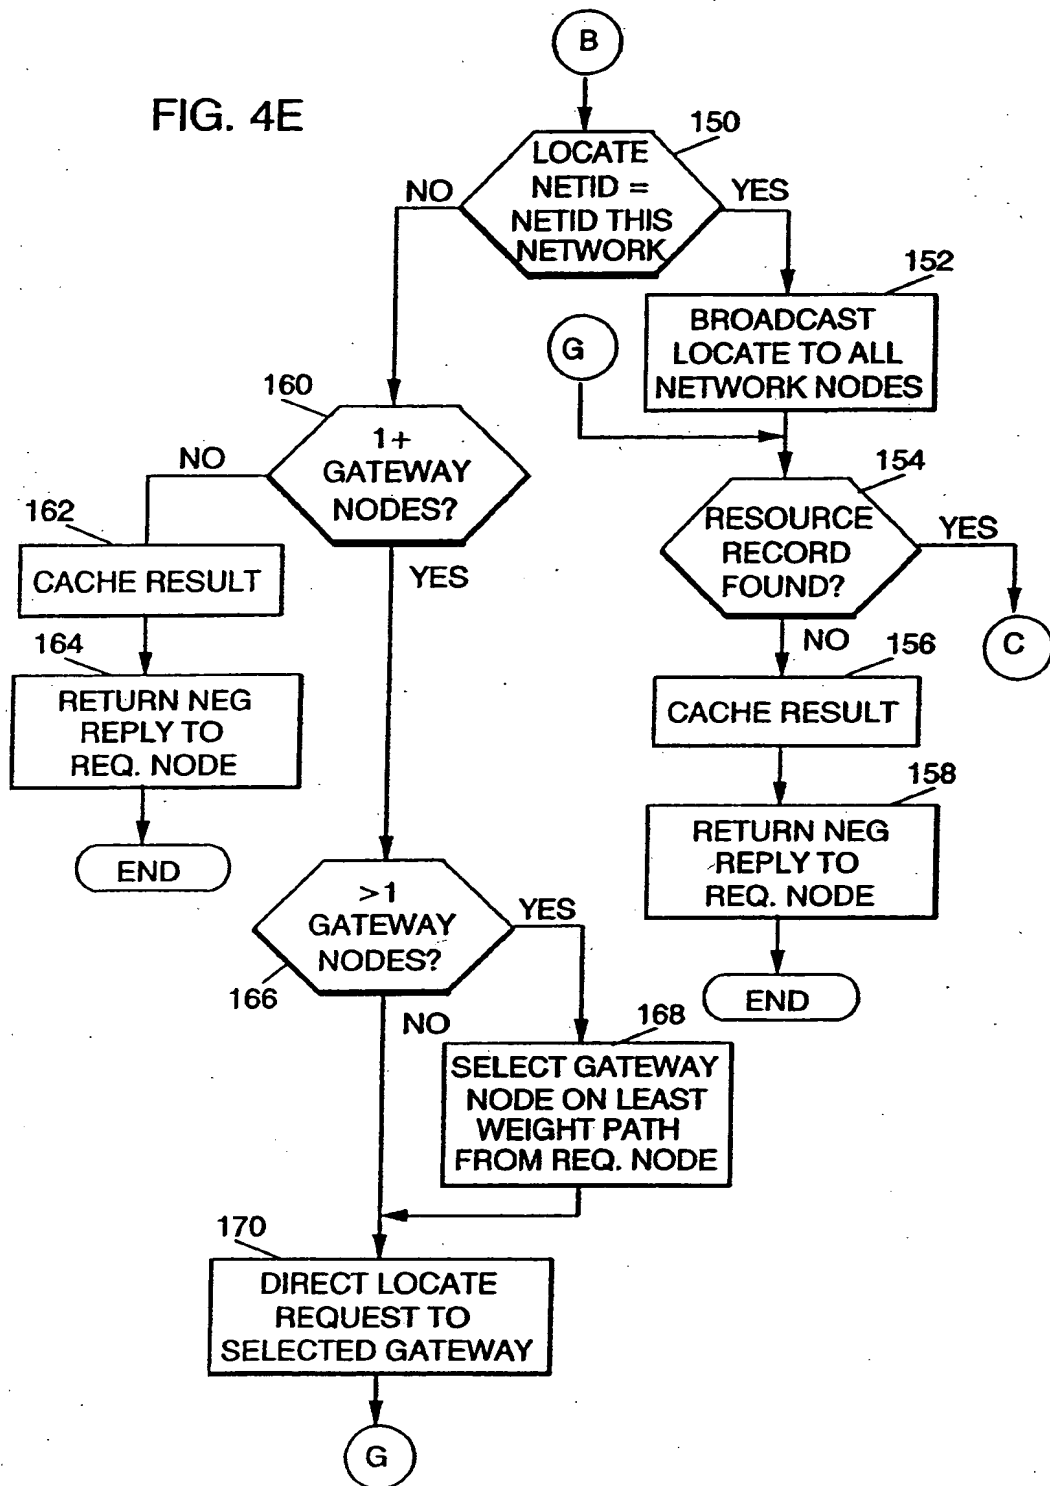 B
FIG. 4E
150
LOCATE
NETID =
NETID THIS
NETWORK
NO
YES
152
BROADCAST
LOCATE TO ALL
NETWORK NODES
G
160
1+
GATEWAY
NODES?
NO
YES
154
RESOURCE
RECORD
FOUND?
YES
NO
C
162
CACHE RESULT
164
RETURN NEG
REPLY TO
REQ. NODE
END
156
CACHE RESULT
158
RETURN NEG
REPLY TO
REQ. NODE
END
>1
GATEWAY
NODES?
166
YES
NO
168
SELECT GATEWAY
NODE ON LEAST
WEIGHT PATH
FROM REQ. NODE
170
DIRECT LOCATE
REQUEST TO
SELECTED GATEWAY
G